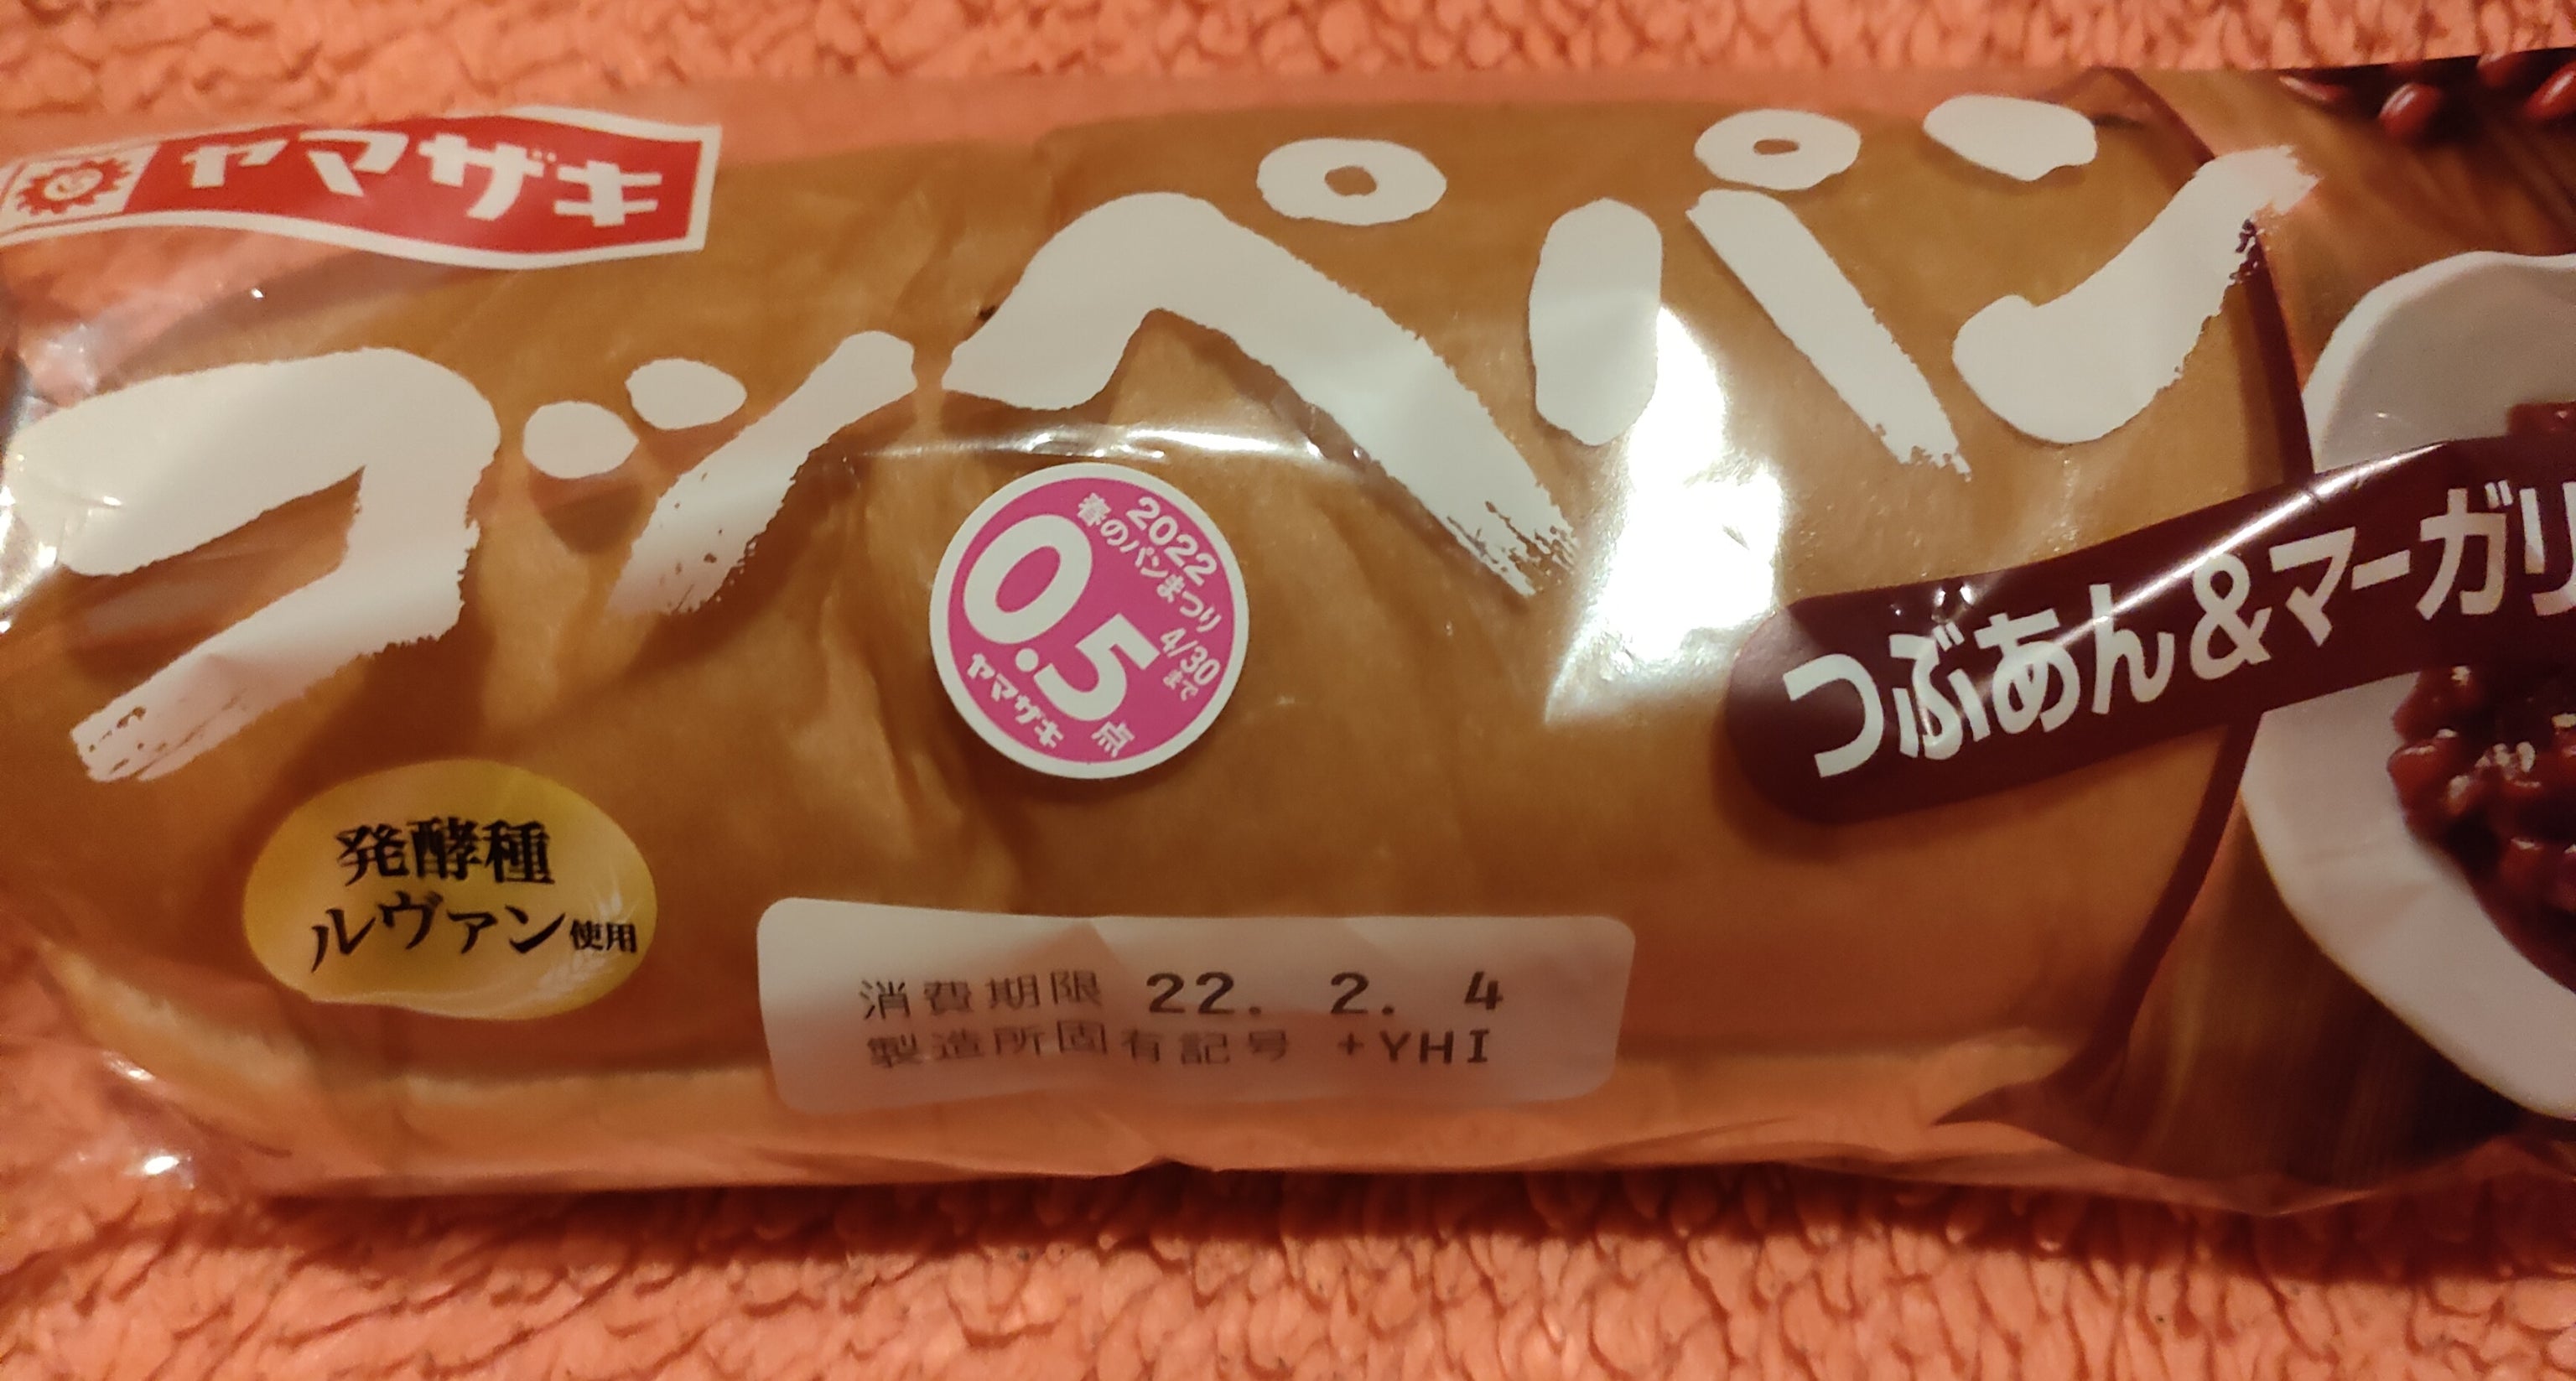 ヤマザキ
コッペパン
2022
春のパンまつり
4/30まで
0.5点
ヤマザキ
つぶあん&マーガリ
発酵種
ルヴァン使用
消費期限 22. 2. 4
製造所固有記号 +YHI